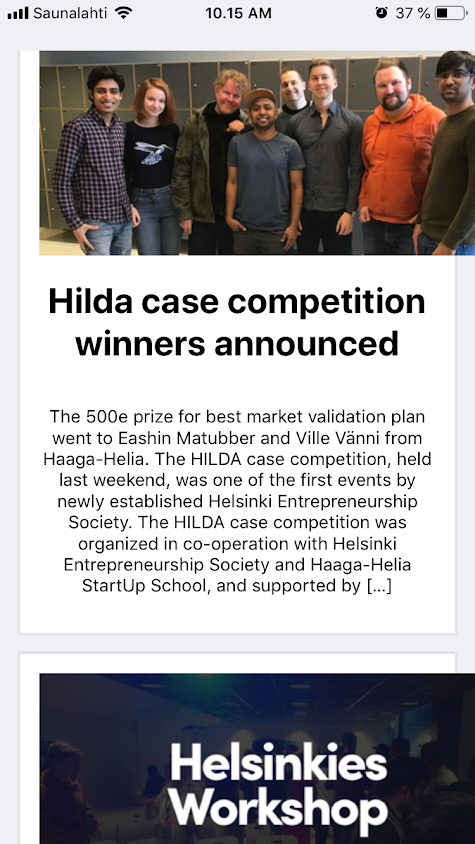 Saunalahti 10.15 AM 37 %
Hilda case competition
winners announced
The 500e prize for best market validation plan
went to Eashin Matubber and Ville Vänni from
Haaga-Helia. The HILDA case competition, held
last weekend, was one of the first events by
newly established Helsinki Entrepreneurship
Society. The HILDA case competition was
organized in co-operation with Helsinki
Entrepreneurship Society and Haaga-Helia
StartUp School, and supported by [...]
Helsinkies
Workshop